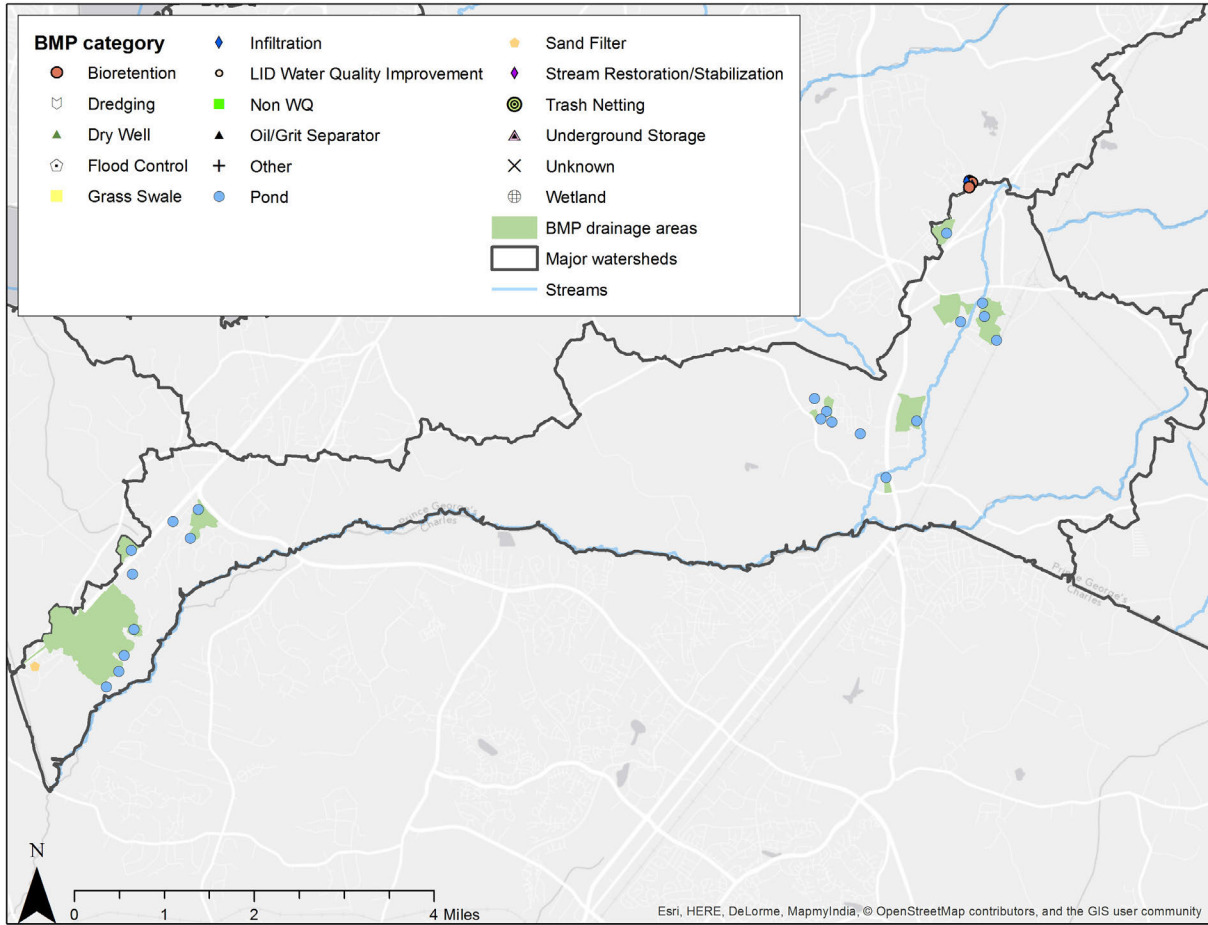 BMP category
Bioretention
Dredging
Dry Well
Flood Control
Grass Swale
Infiltration
LID Water Quality Improvement
Non WQ
Oil/Grit Separator
Other
Pond
Sand Filter
Stream Restoration/Stabilization
Trash Netting
Underground Storage
Unknown
Wetland
BMP drainage areas
Major watersheds
Streams
Prince George's
Charles
Prince George's
Charles
N
0 1 2 4 Miles
Esri, HERE, DeLorme, MapmyIndia, © OpenStreetMap contributors, and the GIS user community